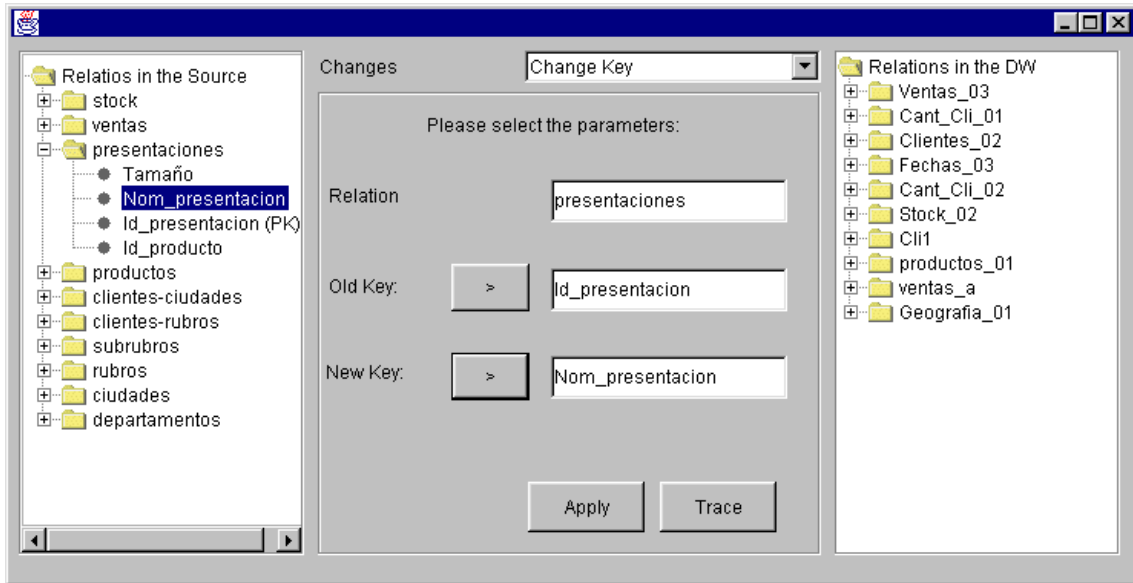 Relatios in the Source
stock
ventas
presentaciones
Tamaño
Nom_presentacion
Id_presentacion (PK)
Id_producto
productos
clientes-ciudades
clientes-rubros
subrubros
rubros
ciudades
departamentos
Changes
Change Key
Please select the parameters:
Relation
presentaciones
Old Key:
>
Id_presentacion
New Key:
>
Nom_presentacion
Apply
Trace
Relations in the DW
Ventas_03
Cant_Cli_01
Clientes_02
Fechas_03
Cant_Cli_02
Stock_02
Cli1
productos_01
ventas_a
Geografia_01